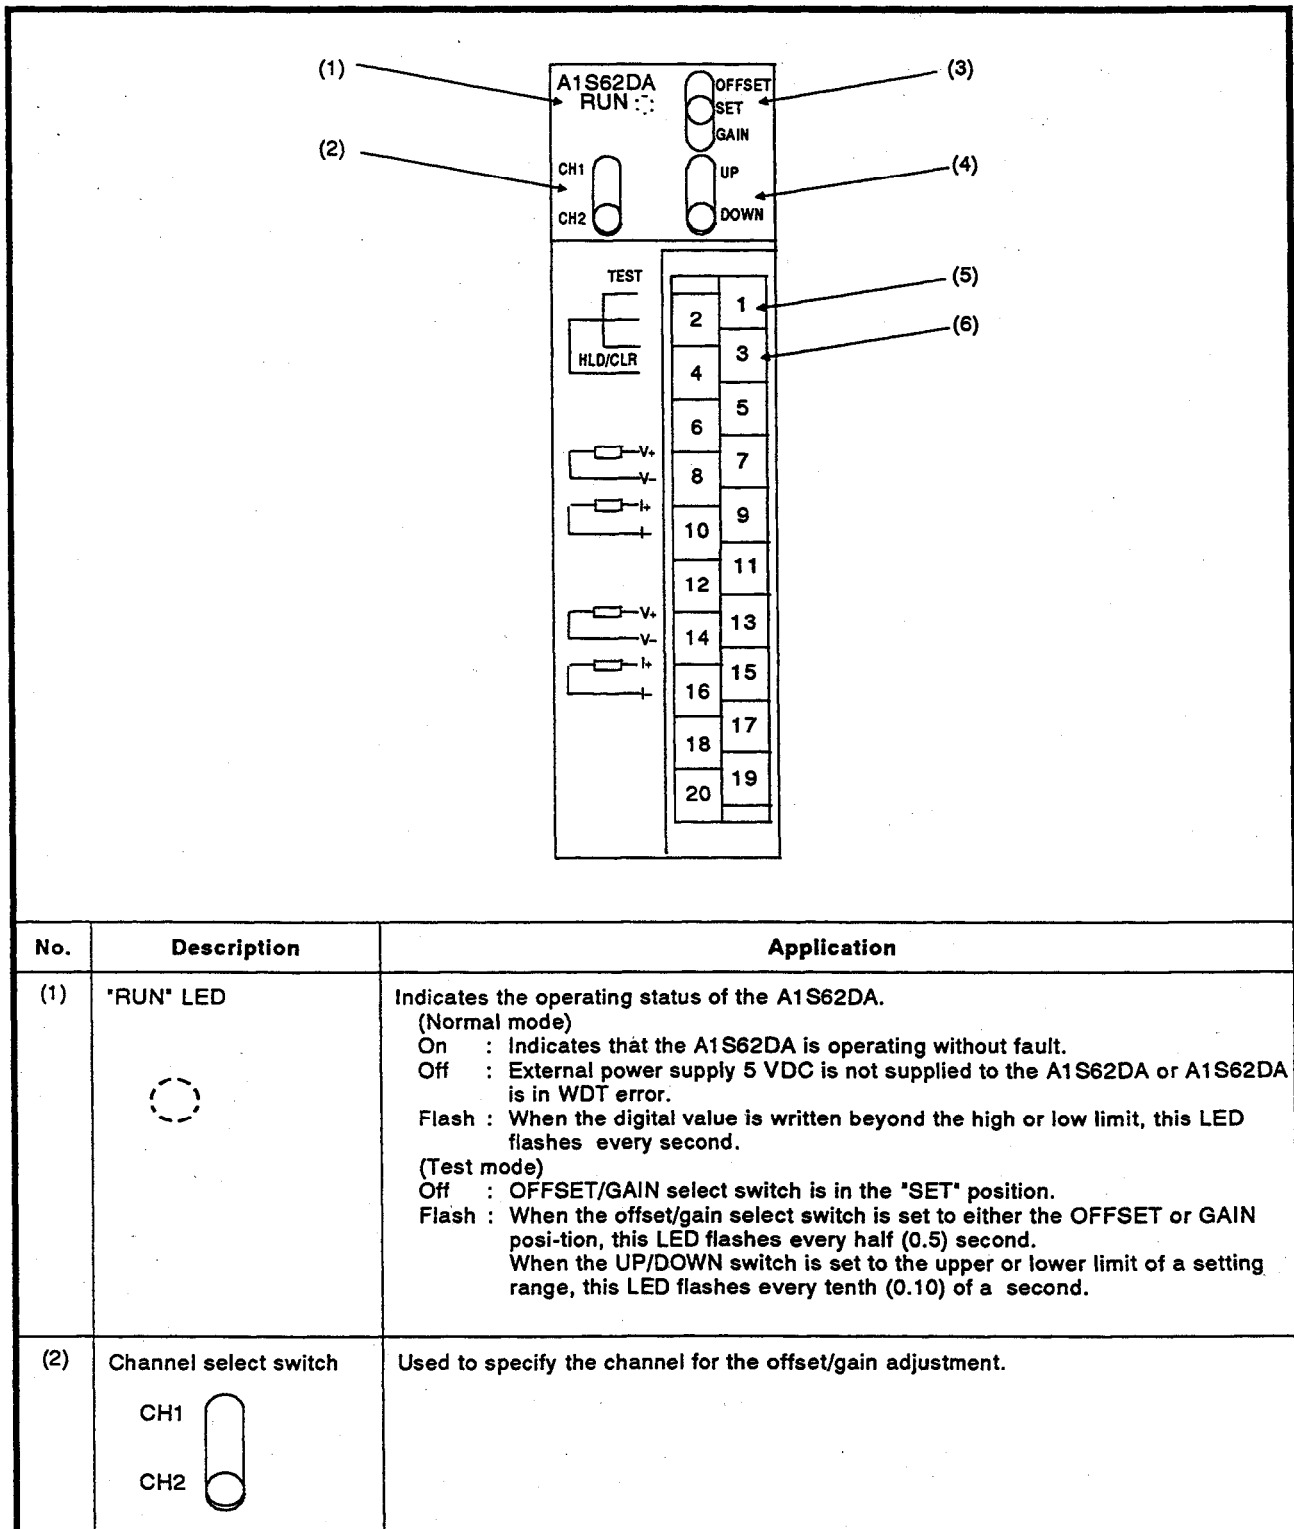 (1)
(2)
(3)
(4)
(5)
(6)
A1S62DA
RUN
OFFSET
SET
GAIN
CH1
CH2
UP
DOWN
TEST
HLD/CLR
V+
V-
I+
I-
V+
V-
I+
I-
1
2
3
4
5
6
7
8
9
10
11
12
13
14
15
16
17
18
19
20
No. Description Application
(1) "RUN" LED Indicates the operating status of the A1S62DA.
(Normal mode)
On : Indicates that the A1S62DA is operating without fault.
Off : External power supply 5 VDC is not supplied to the A1S62DA or A1S62DA
is in WDT error.
Flash : When the digital value is written beyond the high or low limit, this LED
flashes every second.
(Test mode)
Off : OFFSET/GAIN select switch is in the "SET" position.
Flash : When the offset/gain select switch is set to either the OFFSET or GAIN
posi-tion, this LED flashes every half (0.5) second.
When the UP/DOWN switch is set to the upper or lower limit of a setting
range, this LED flashes every tenth (0.10) of a second.
(2) Channel select switch Used to specify the channel for the offset/gain adjustment.
CH1
CH2